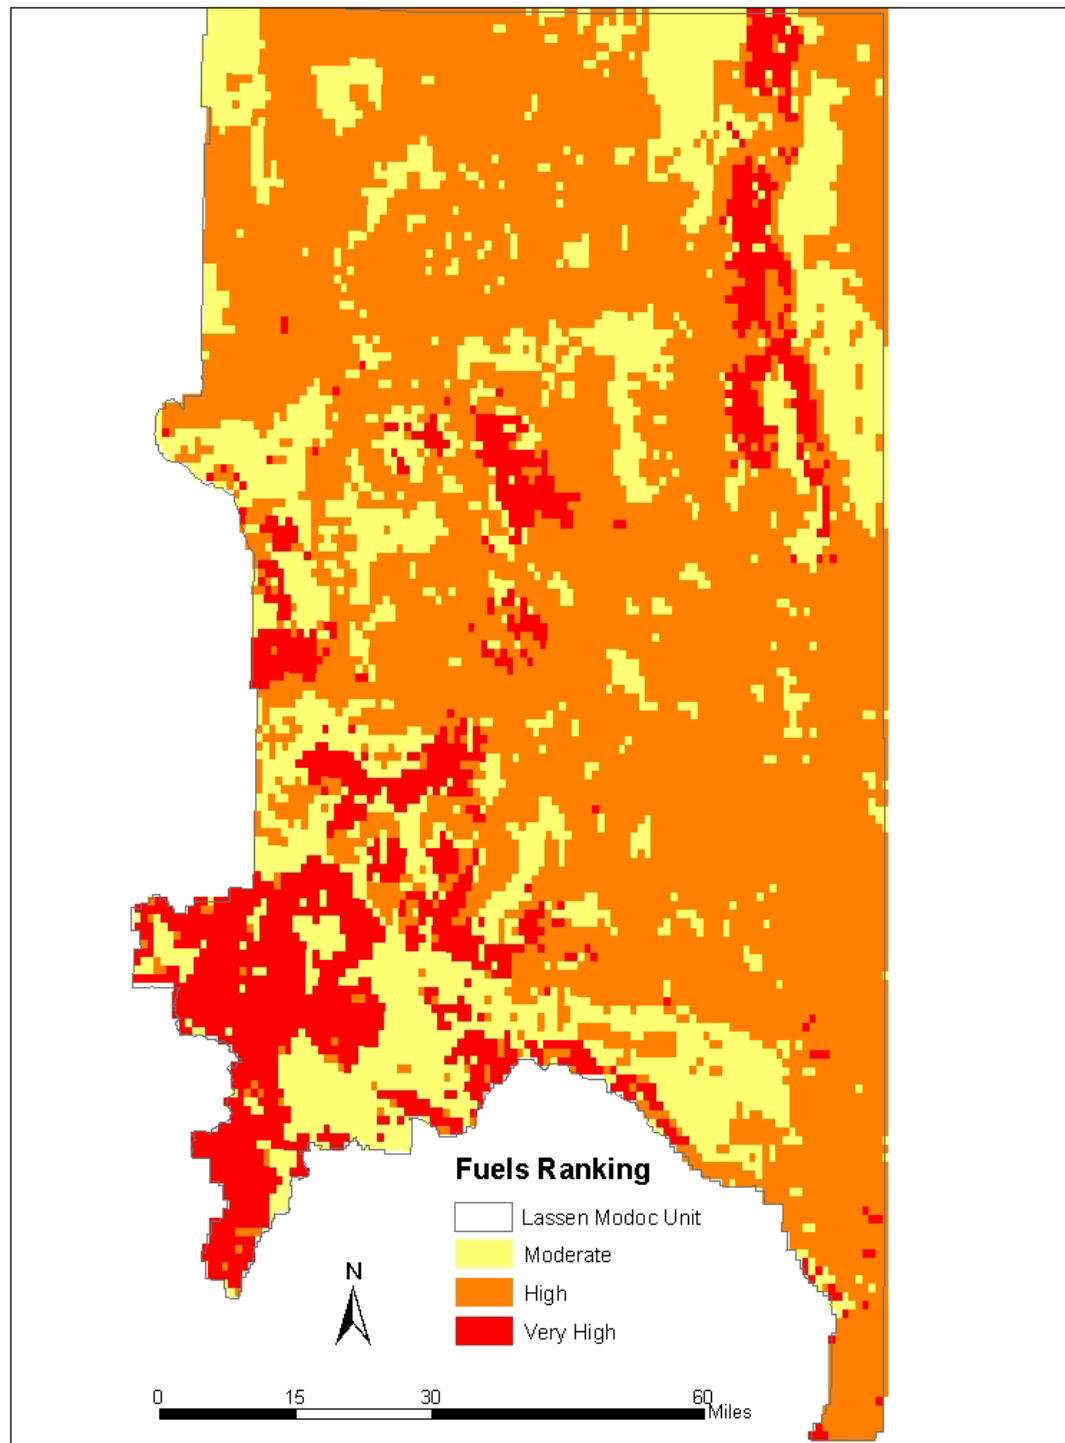 Fuels Ranking
Lassen Modoc Unit
Moderate
High
Very High
N
0 15 30 60
Miles